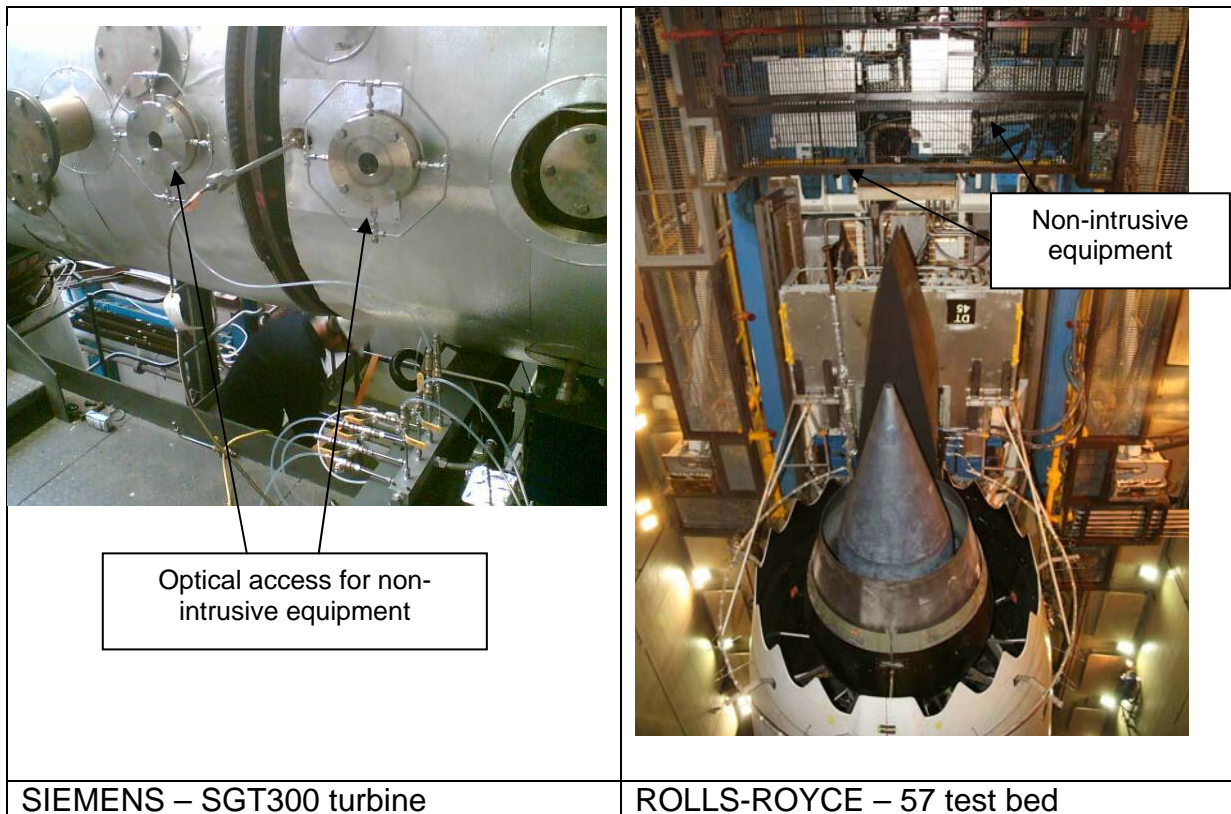 Optical access for non-
intrusive equipment
Non-intrusive
equipment
DT
45
SIEMENS – SGT300 turbine
ROLLS-ROYCE – 57 test bed